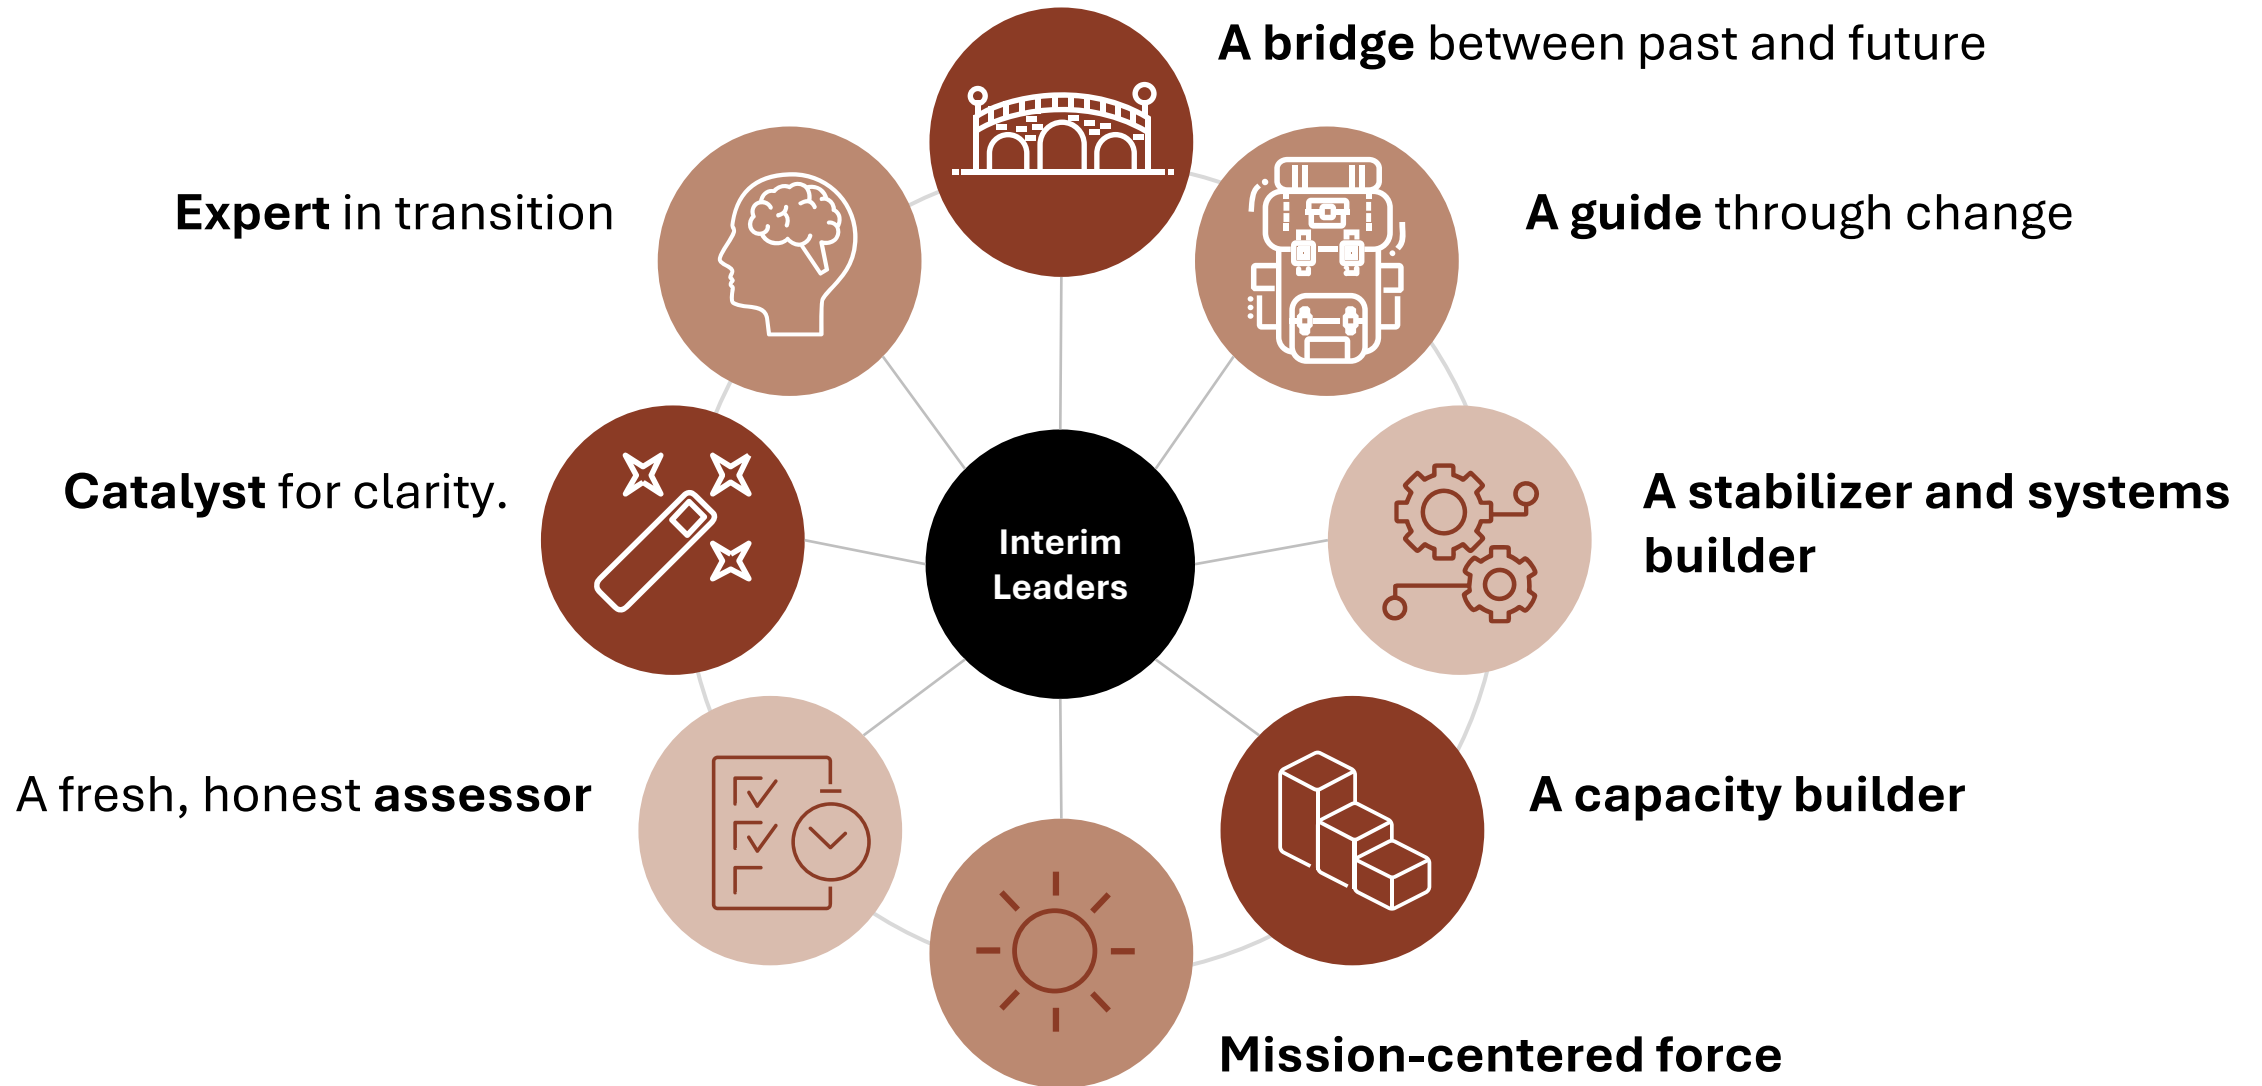 A bridge between past and future
Expert in transition
A guide through change
Catalyst for clarity.
A stabilizer and systems
builder
Interim
Leaders
A fresh, honest assessor
A capacity builder
Mission-centered force